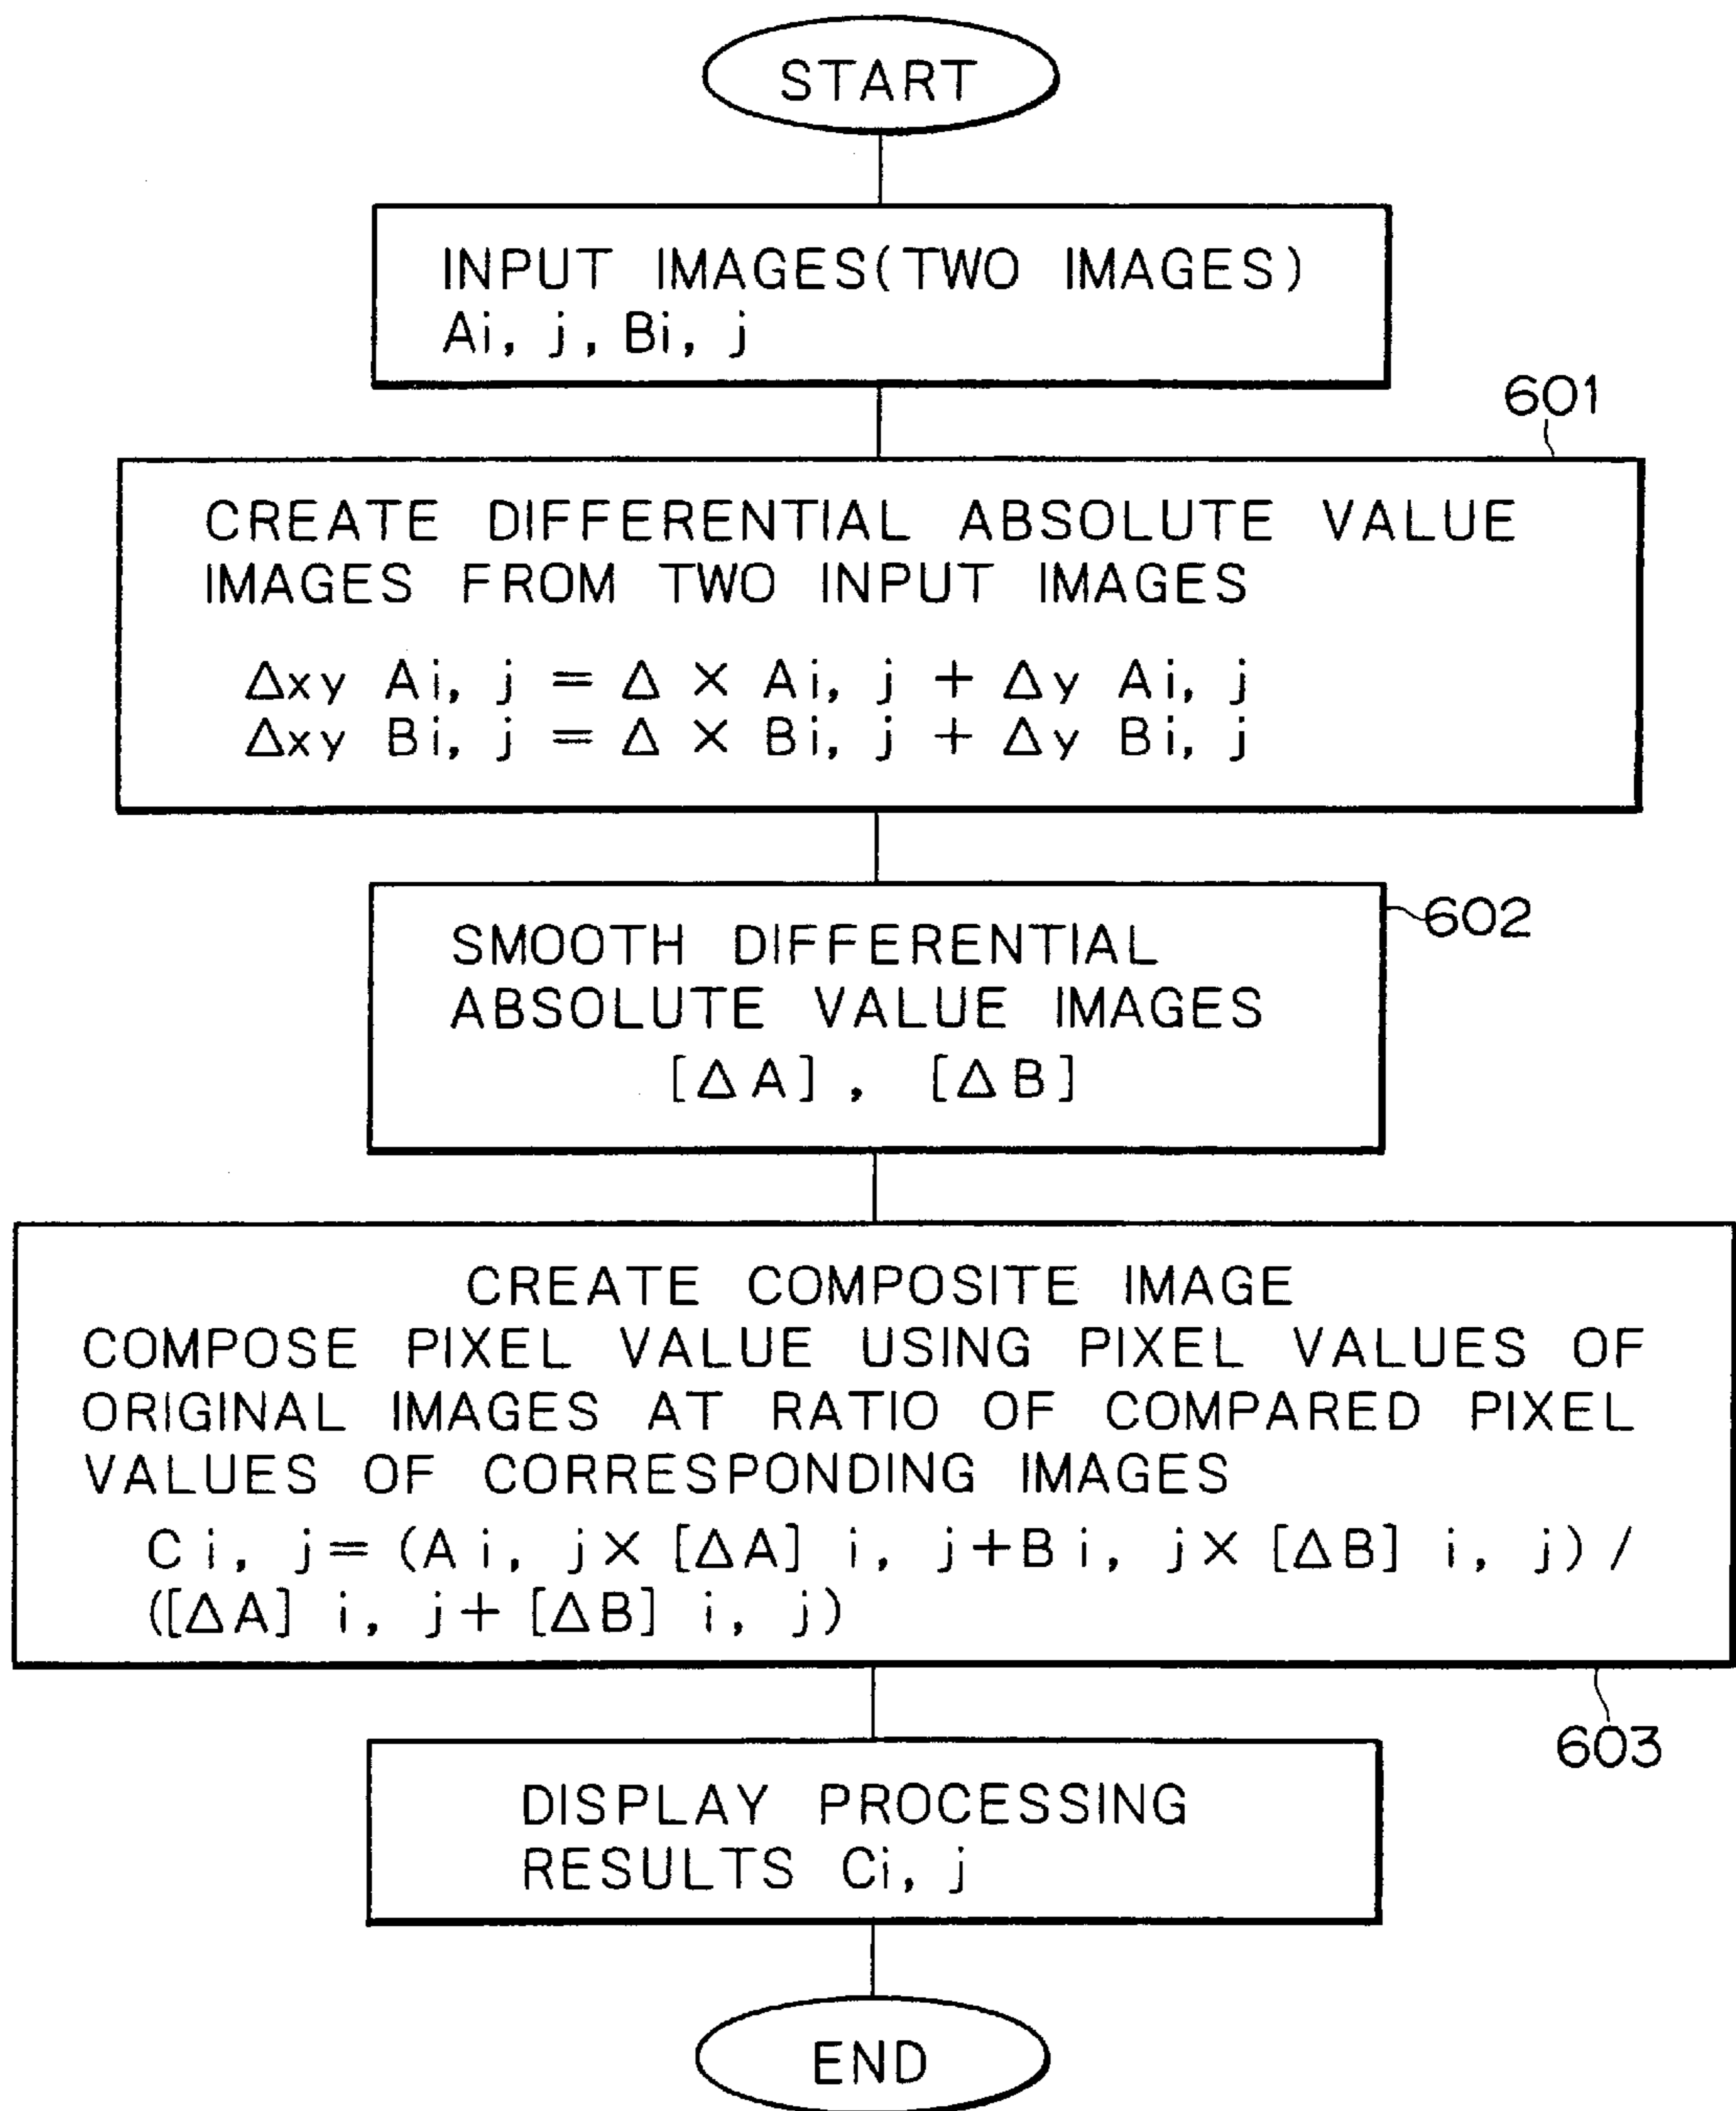 START
INPUT IMAGES(TWO IMAGES)
Ai, j, Bi, j
601
CREATE DIFFERENTIAL ABSOLUTE VALUE
IMAGES FROM TWO INPUT IMAGES
Δxy Ai, j = Δ × Ai, j + Δy Ai, j
Δxy Bi, j = Δ × Bi, j + Δy Bi, j
602
SMOOTH DIFFERENTIAL
ABSOLUTE VALUE IMAGES
[ΔA], [ΔB]
CREATE COMPOSITE IMAGE
COMPOSE PIXEL VALUE USING PIXEL VALUES OF
ORIGINAL IMAGES AT RATIO OF COMPARED PIXEL
VALUES OF CORRESPONDING IMAGES
Ci, j=(Ai, j× [ΔA] i, j+Bi, j× [ΔB] i, j) /
([ΔA] i, j+ [ΔB] i, j)
603
DISPLAY PROCESSING
RESULTS Ci, j
END